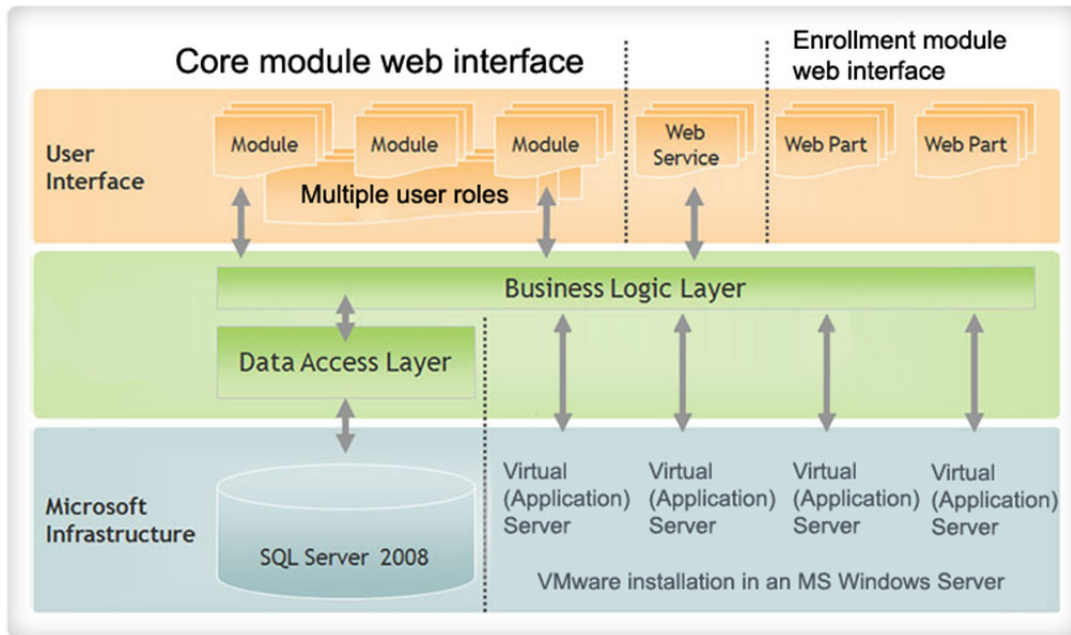 Core module web interface
Enrollment module
web interface
User
Interface
Module
Module
Module
Multiple user roles
Web
Service
Web Part
Web Part
Business Logic Layer
Data Access Layer
Microsoft
Infrastructure
SQL Server 2008
Virtual
(Application)
Server
Virtual
(Application)
Server
Virtual
(Application)
Server
Virtual
(Application)
Server
VMware installation in an MS Windows Server